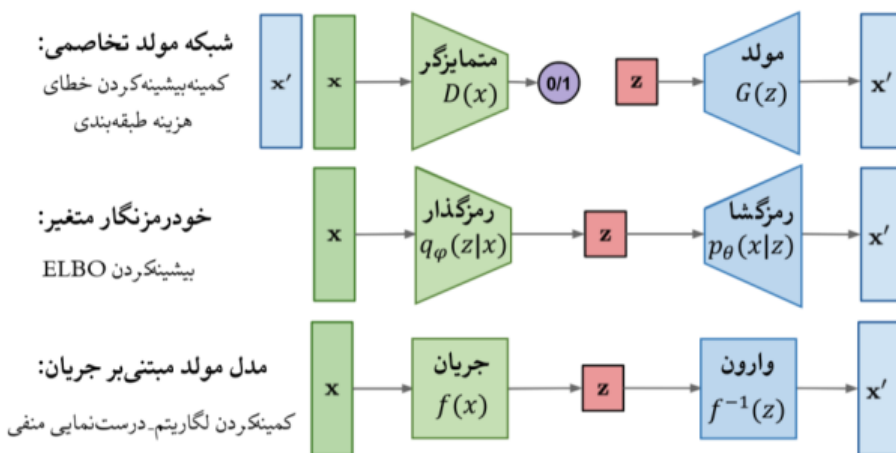 شبکه مولد تخاصمی:
کمینه‌بیشینه‌کردن خطای
هزینه طبقه‌بندی
x′
x
متمایزگر
D(x)
0/1
z
مولد
G(z)
x′
خودرمزنگار متغیر:
بیشینه‌کردن ELBO
x
رمزگذار
qφ(z|x)
z
رمزگشا
pθ(x|z)
x′
مدل مولد مبتنی‌بر جریان:
کمینه‌کردن لگاریتم-درست‌نمایی منفی
x
جریان
f(x)
z
وارون
f⁻¹(z)
x′